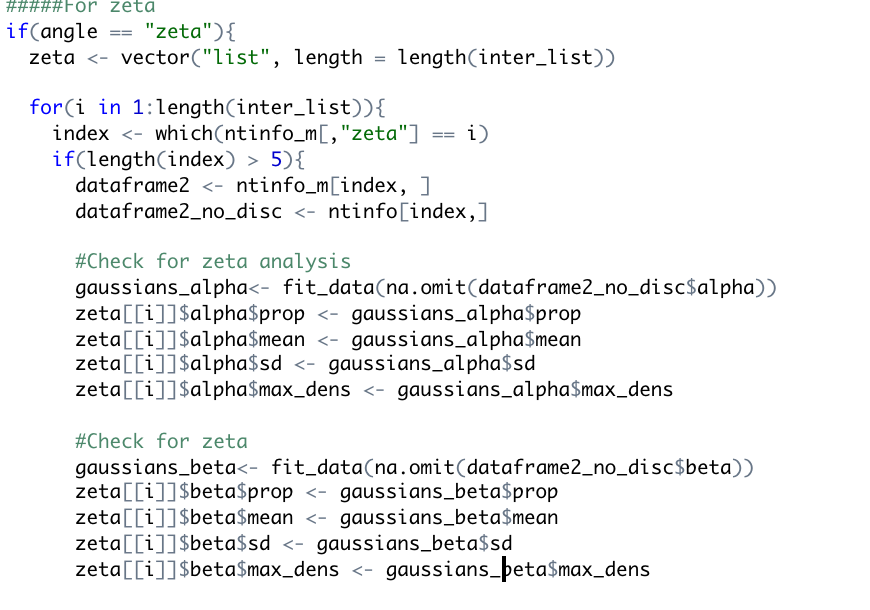 #####For zeta
if(angle == "zeta"){
  zeta <- vector("list", length = length(inter_list))

  for(i in 1:length(inter_list)){
    index <- which(ntinfo_m[,"zeta"] == i)
    if(length(index) > 5){
      dataframe2 <- ntinfo_m[index, ]
      dataframe2_no_disc <- ntinfo[index,]

      #Check for zeta analysis
      gaussians_alpha<- fit_data(na.omit(dataframe2_no_disc$alpha))
      zeta[[i]]$alpha$prop <- gaussians_alpha$prop
      zeta[[i]]$alpha$mean <- gaussians_alpha$mean
      zeta[[i]]$alpha$sd <- gaussians_alpha$sd
      zeta[[i]]$alpha$max_dens <- gaussians_alpha$max_dens

      #Check for zeta
      gaussians_beta<- fit_data(na.omit(dataframe2_no_disc$beta))
      zeta[[i]]$beta$prop <- gaussians_beta$prop
      zeta[[i]]$beta$mean <- gaussians_beta$mean
      zeta[[i]]$beta$sd <- gaussians_beta$sd
      zeta[[i]]$beta$max_dens <- gaussians_beta$max_dens